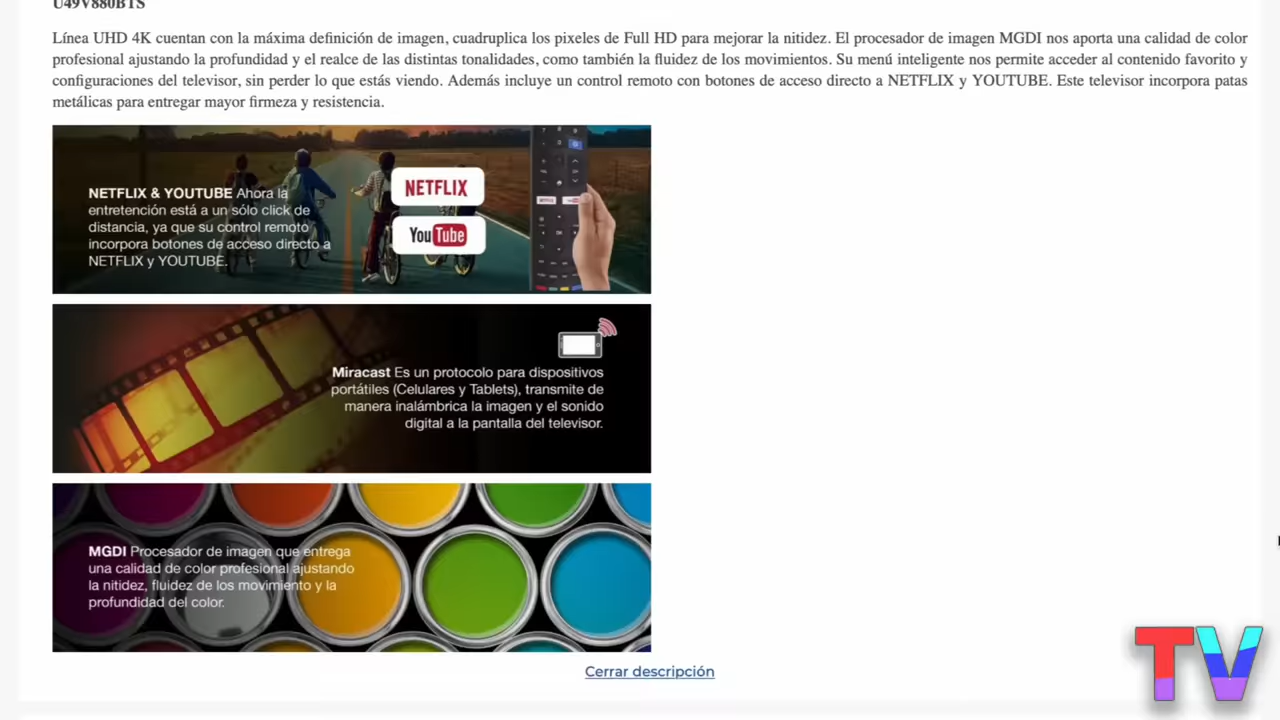 U49V880BTS
Línea UHD 4K cuentan con la máxima definición de imagen, cuadruplica los pixeles de Full HD para mejorar la nitidez. El procesador de imagen MGDI nos aporta una calidad de color
profesional ajustando la profundidad y el realce de las distintas tonalidades, como también la fluidez de los movimientos. Su menú inteligente nos permite acceder al contenido favorito y
configuraciones del televisor, sin perder lo que estás viendo. Además incluye un control remoto con botones de acceso directo a NETFLIX y YOUTUBE. Este televisor incorpora patas
metálicas para entregar mayor firmeza y resistencia.
NETFLIX & YOUTUBE Ahora la
entretención está a un sólo click de
distancia, ya que su control remoto
incorpora botones de acceso directo a
NETFLIX y YOUTUBE.
NETFLIX
YouTube
Miracast Es un protocolo para dispositivos
portátiles (Celulares y Tablets), transmite de
manera inalámbrica la imagen y el sonido
digital a la pantalla del televisor.
MGDI Procesador de imagen que entrega
una calidad de color profesional ajustando
la nitidez, fluidez de los movimiento y la
profundidad del color.
Cerrar descripción
TV